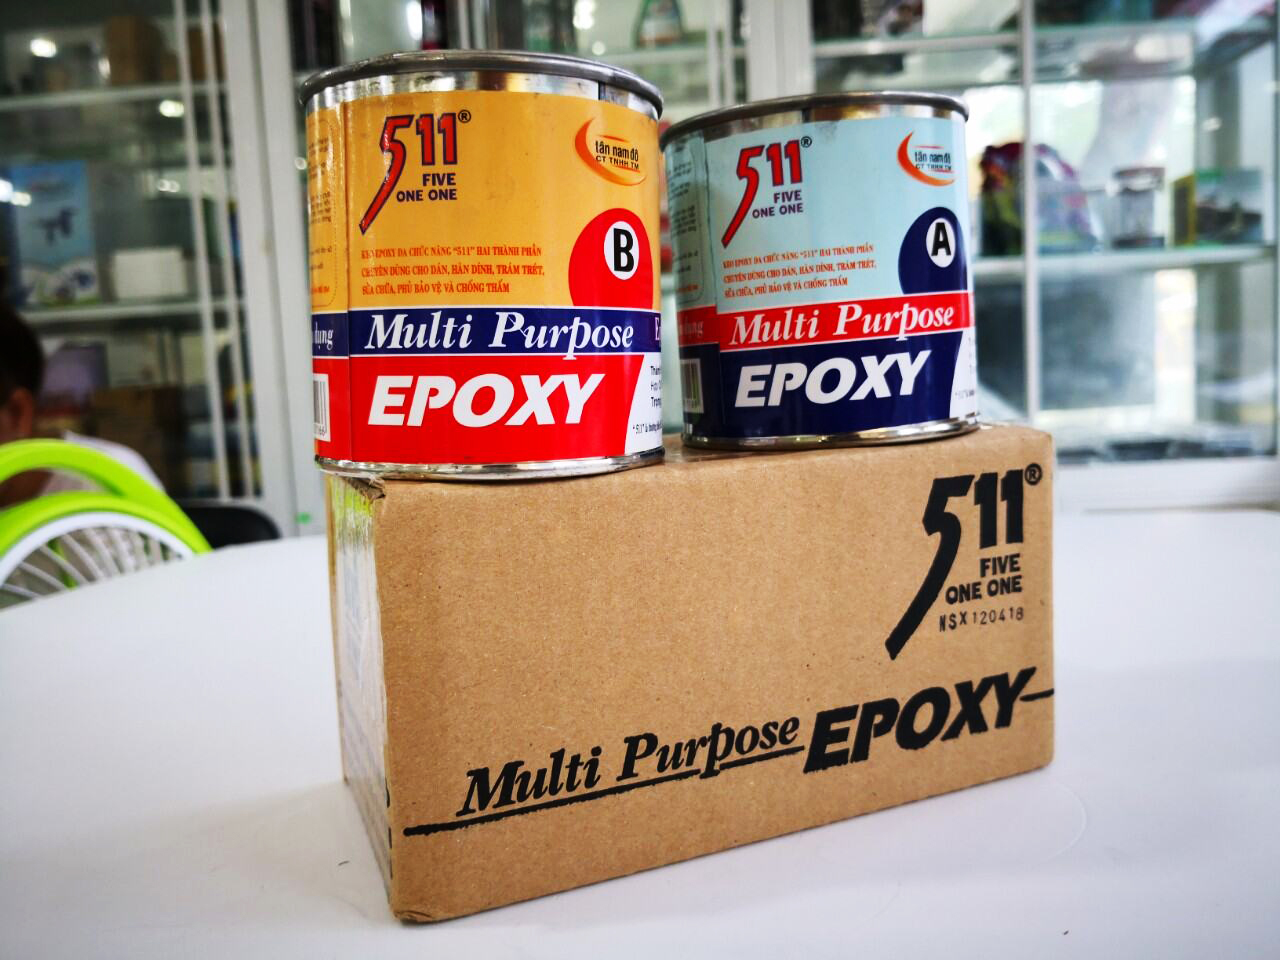 511®
FIVE
ONE ONE
tân nam đô
CT TNHH.TM
B
KEO EPOXY ĐA CHỨC NĂNG "511" HAI THÀNH PHẦN
CHUYÊN DÙNG CHO DÁN, HÀN DÍNH, TRÁM TRÉT,
SỬA CHỮA, PHỦ BẢO VỆ VÀ CHỐNG THẤM
Multi Purpose
EPOXY
511®
FIVE
ONE ONE
tân nam đô
CT TNHH.TM
A
KEO EPOXY ĐA CHỨC NĂNG "511" HAI THÀNH PHẦN
CHUYÊN DÙNG CHO DÁN, HÀN DÍNH, TRÁM TRÉT,
SỬA CHỮA, PHỦ BẢO VỆ VÀ CHỐNG THẤM
Multi Purpose
EPOXY
511®
FIVE
ONE ONE
NSX 120418
Multi Purpose EPOXY